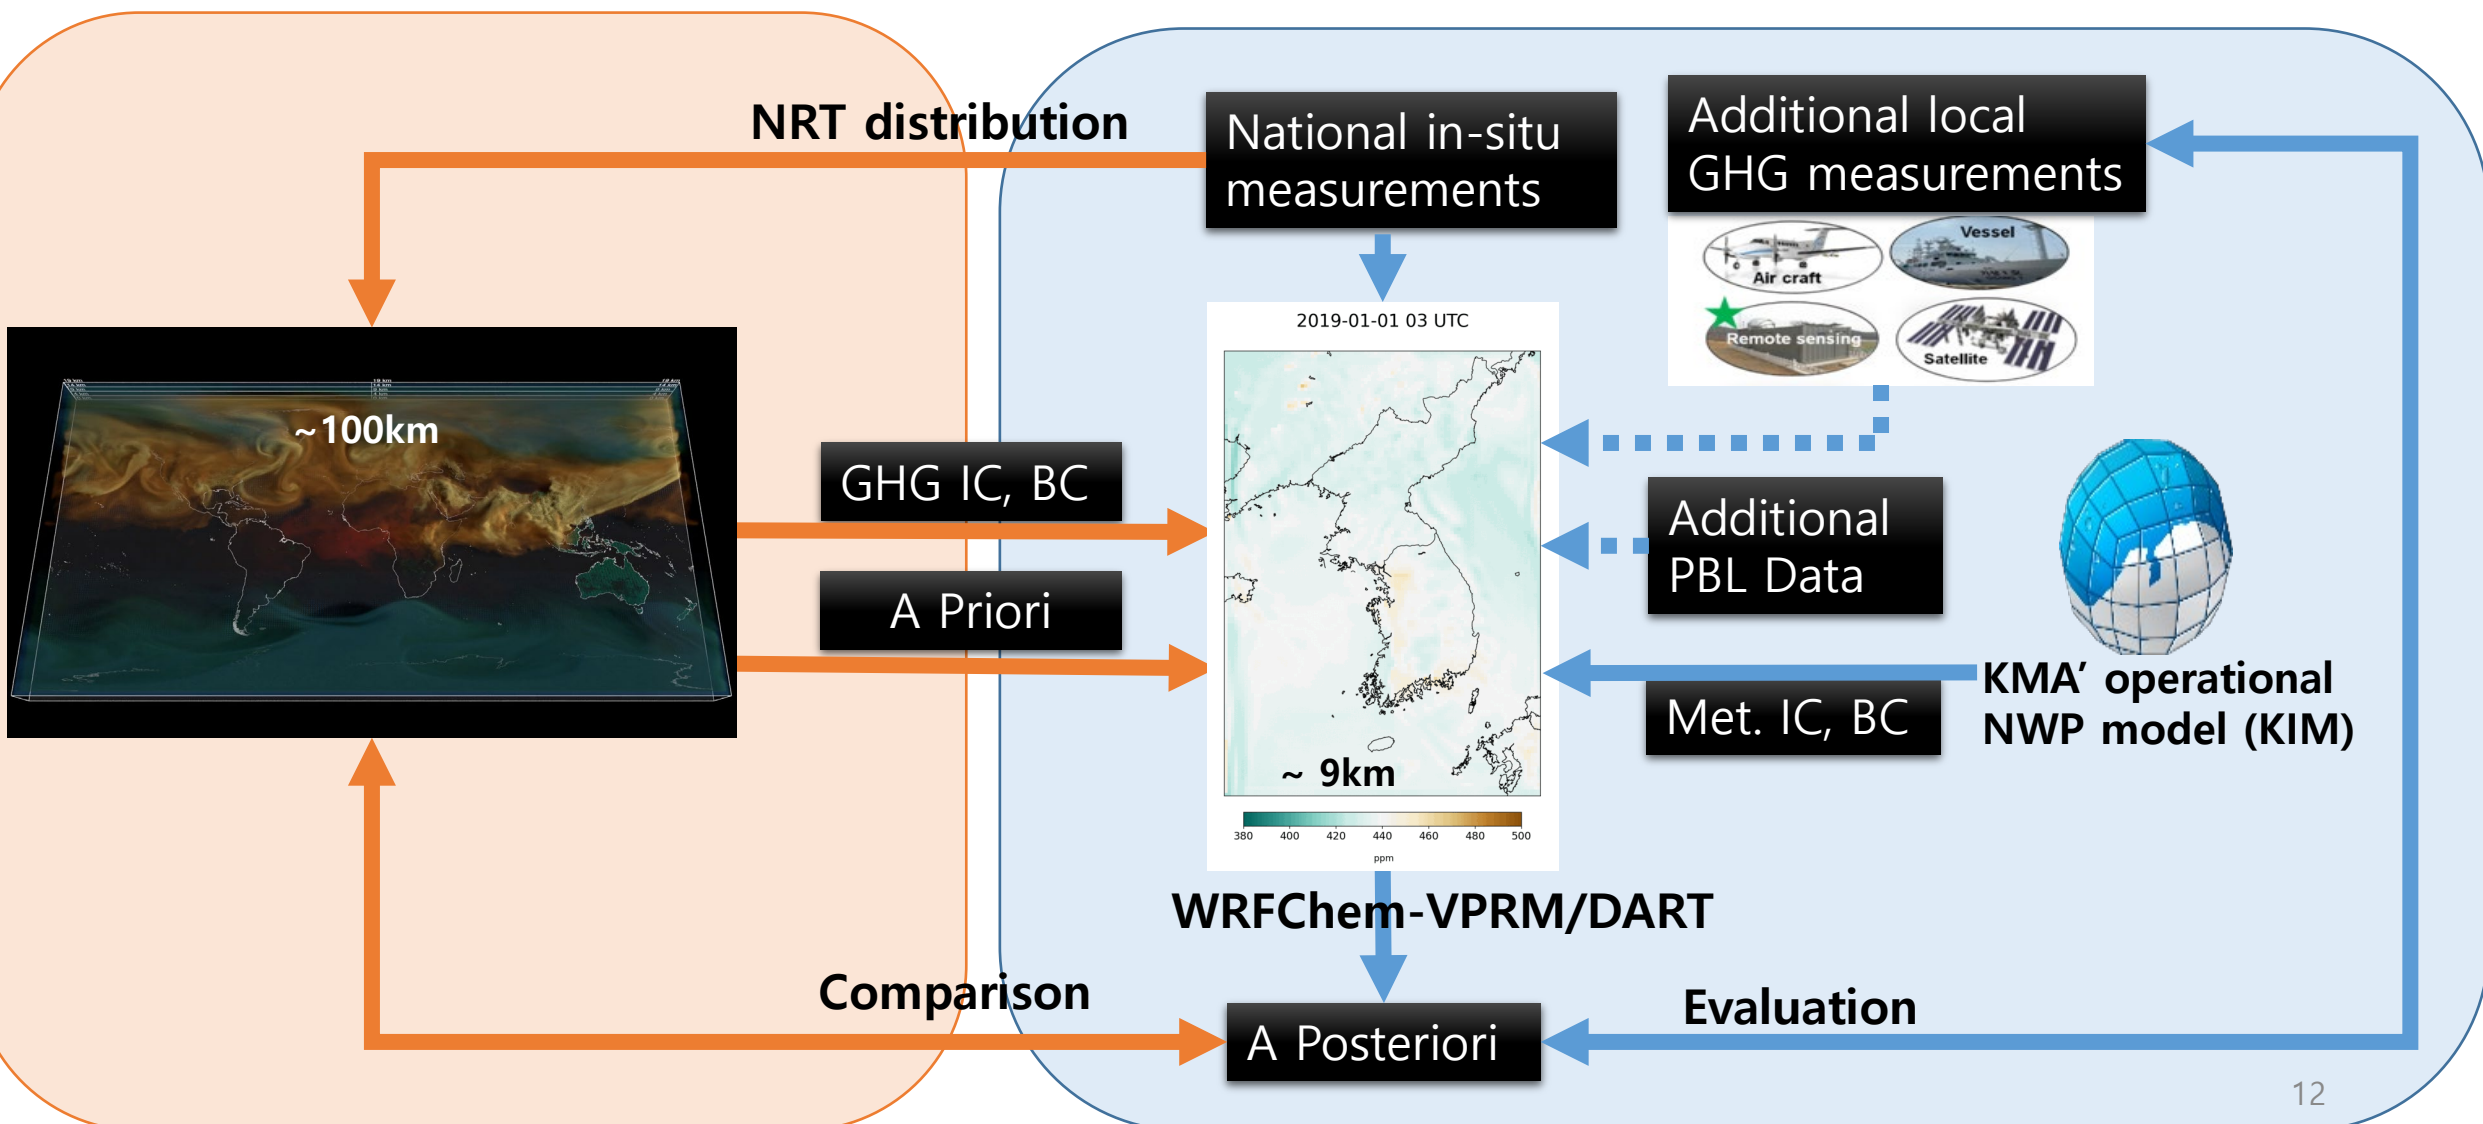 NRT distribution
National in-situ
measurements
Additional local
GHG measurements
Air craft
Vessel
Remote sensing
Satellite
2019-01-01 03 UTC
~100km
GHG IC, BC
A Priori
Additional
PBL Data
Met. IC, BC
KMA’ operational
NWP model (KIM)
~ 9km
380 400 420 440 460 480 500
ppm
WRFChem-VPRM/DART
Comparison
A Posteriori
Evaluation
12